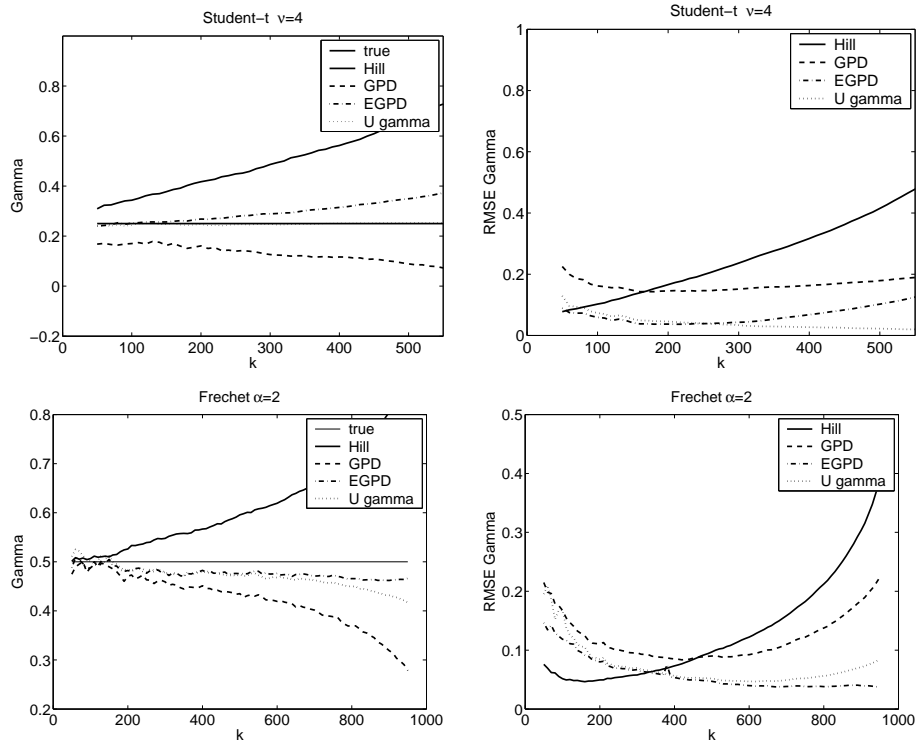 Student-t ν=4
true
Hill
GPD
EGPD
U gamma
Gamma
0.8
0.6
0.4
0.2
0
−0.2
0 100 200 300 400 500
k
Student-t ν=4
Hill
GPD
EGPD
U gamma
RMSE Gamma
1
0.8
0.6
0.4
0.2
0
0 100 200 300 400 500
k
Frechet α=2
true
Hill
GPD
EGPD
U gamma
Gamma
0.8
0.7
0.6
0.5
0.4
0.3
0.2
0 200 400 600 800 1000
k
Frechet α=2
Hill
GPD
EGPD
U gamma
RMSE Gamma
0.5
0.4
0.3
0.2
0.1
0
0 200 400 600 800 1000
k